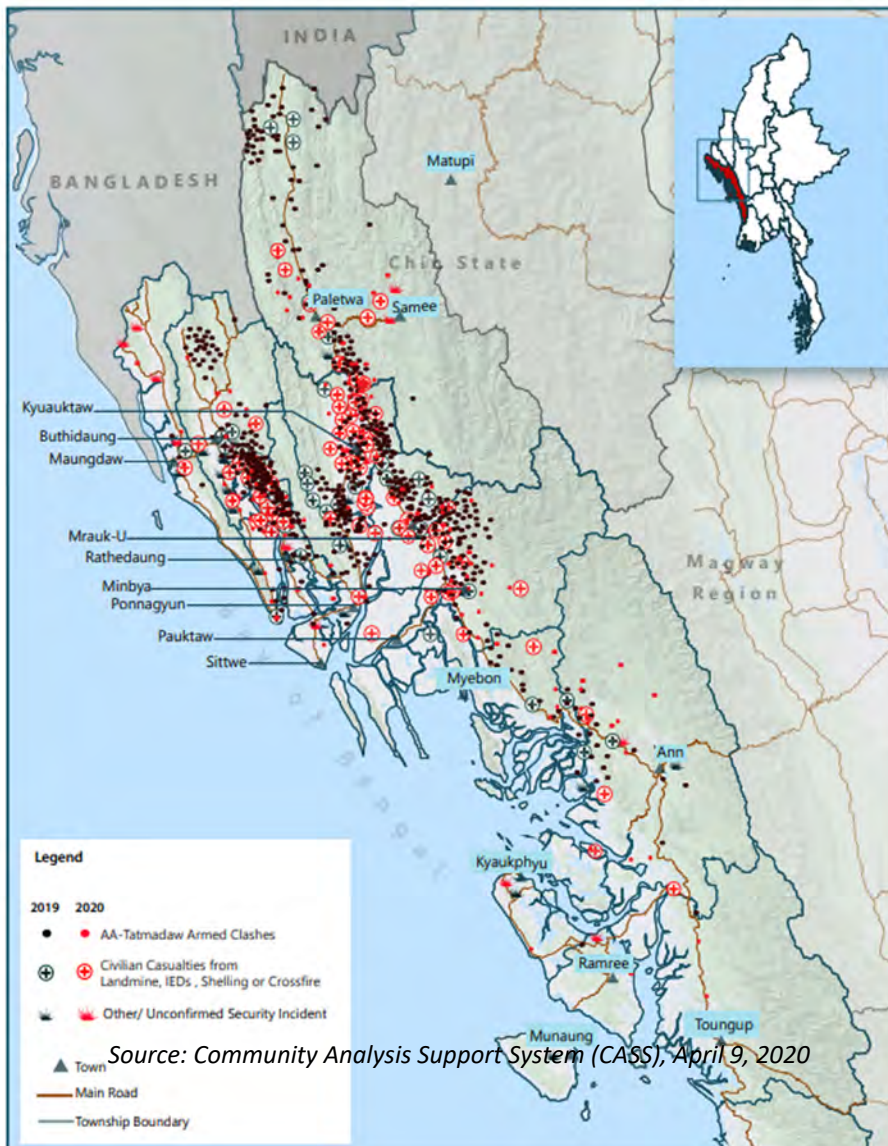 INDIA
BANGLADESH
Matupi
Chin State
Paletwa
Samee
Kyuauktaw
Buthidaung
Maungdaw
Mrauk-U
Rathedaung
Minbya
Ponnagyun
Pauktaw
Sittwe
Magway
Region
Myebon
'Ann
of Bengal
Kyaukphyu
Ramree
Munaung
Toungup
Legend
2019 2020
AA-Tatmadaw Armed Clashes
Civilian Casualties from
Landmine, IEDs , Shelling or Crossfire
Other/ Unconfirmed Security Incident
Town
Main Road
Township Boundary
Source: Community Analysis Support System (CASS), April 9, 2020